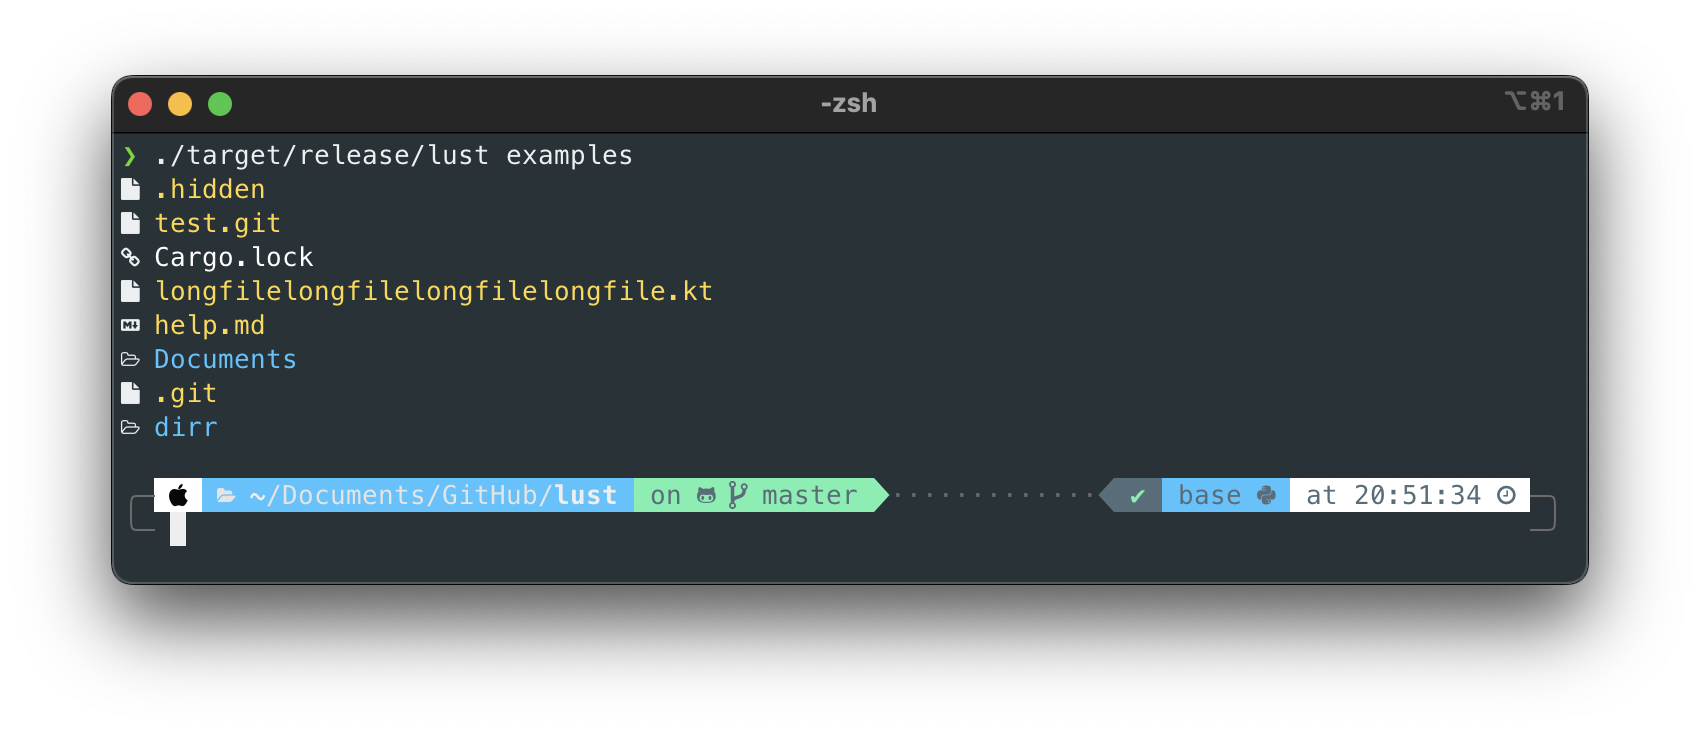 -zsh ⌥⌘1
❯ ./target/release/lust examples
.hidden
test.git
Cargo.lock
longfilelongfilelongfilelongfile.kt
help.md
Documents
.git
dirr
~/Documents/GitHub/lust on master ············· ✔ base at 20:51:34